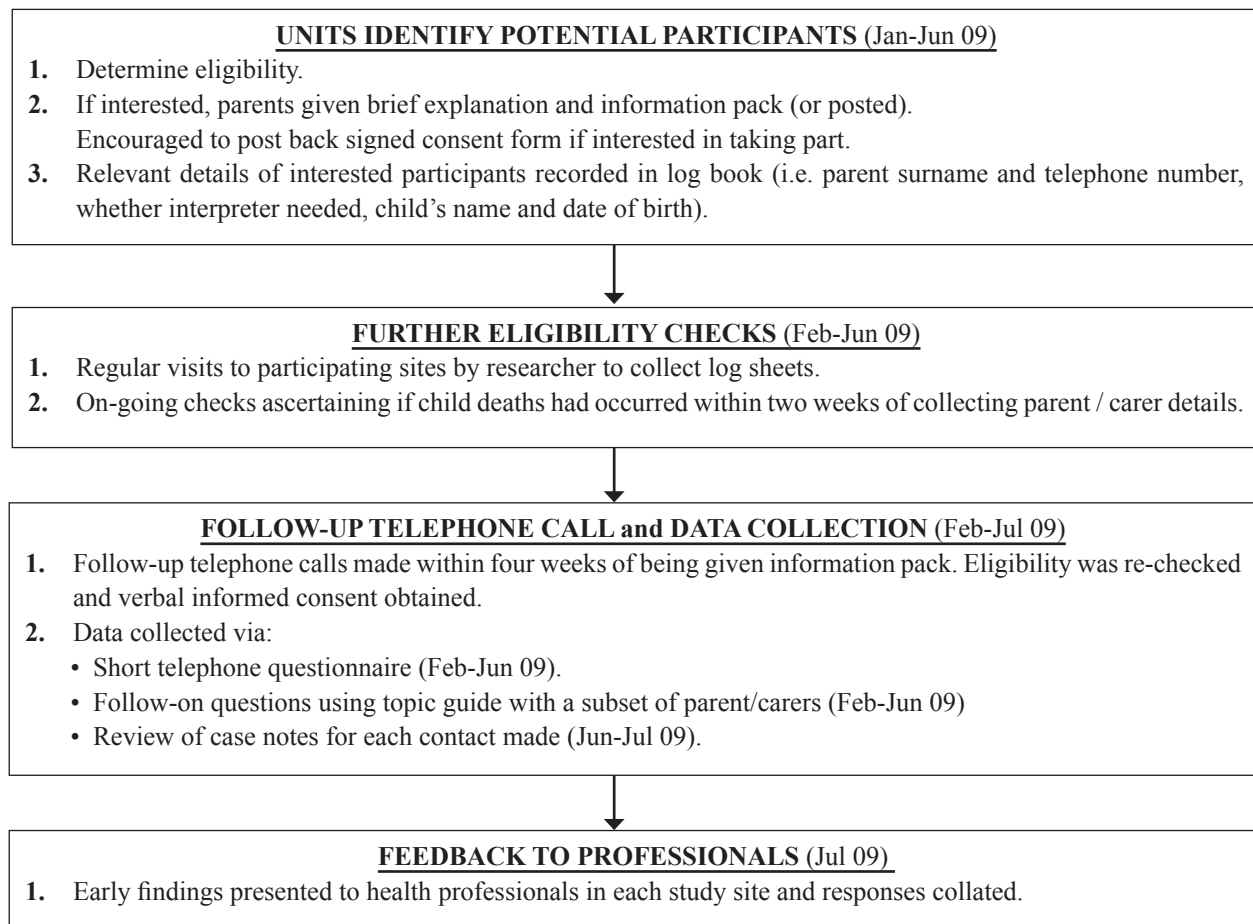 UNITS IDENTIFY POTENTIAL PARTICIPANTS (Jan-Jun 09)
1. Determine eligibility.
2. If interested, parents given brief explanation and information pack (or posted).
Encouraged to post back signed consent form if interested in taking part.
3. Relevant details of interested participants recorded in log book (i.e. parent surname and telephone number,
whether interpreter needed, child’s name and date of birth).
FURTHER ELIGIBILITY CHECKS (Feb-Jun 09)
1. Regular visits to participating sites by researcher to collect log sheets.
2. On-going checks ascertaining if child deaths had occurred within two weeks of collecting parent / carer details.
FOLLOW-UP TELEPHONE CALL and DATA COLLECTION (Feb-Jul 09)
1. Follow-up telephone calls made within four weeks of being given information pack. Eligibility was re-checked
and verbal informed consent obtained.
2. Data collected via:
• Short telephone questionnaire (Feb-Jun 09).
• Follow-on questions using topic guide with a subset of parent/carers (Feb-Jun 09)
• Review of case notes for each contact made (Jun-Jul 09).
FEEDBACK TO PROFESSIONALS (Jul 09)
1. Early findings presented to health professionals in each study site and responses collated.